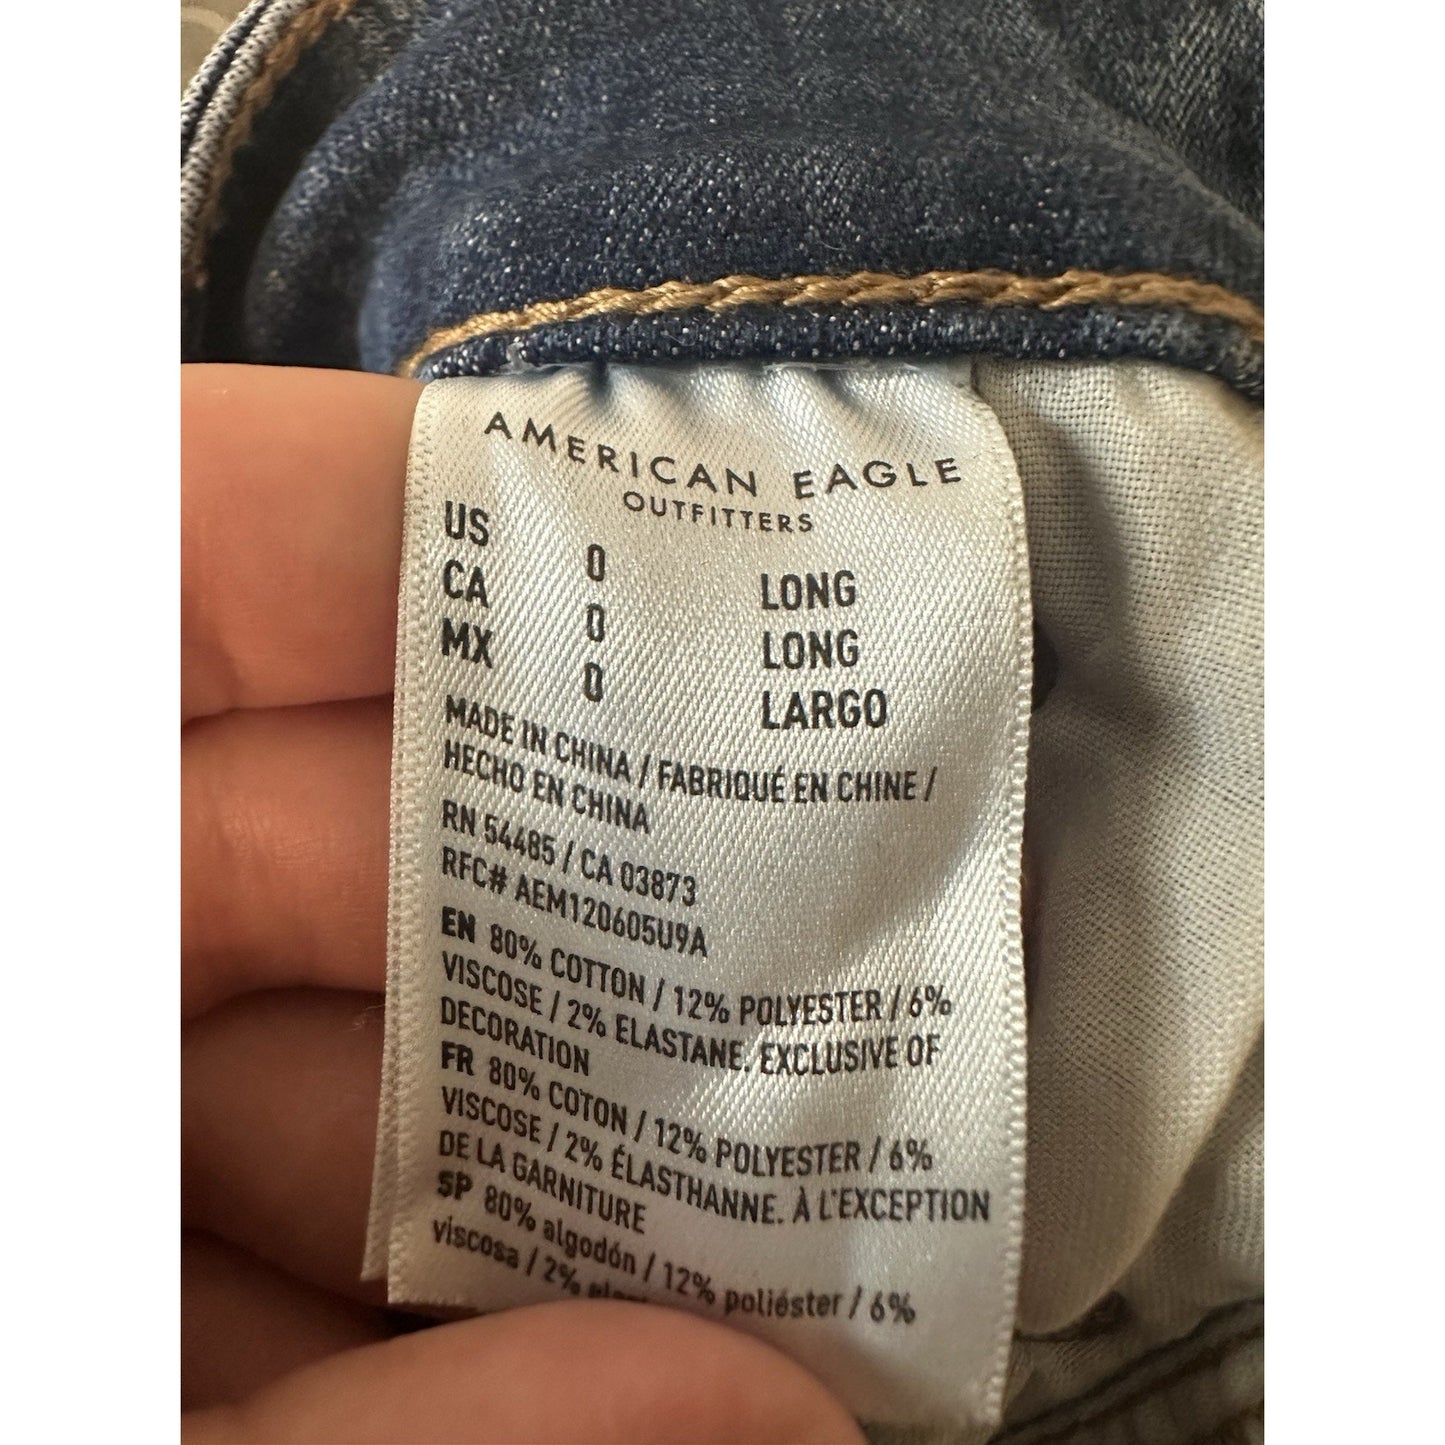 AMERICAN EAGLE
OUTFITTERS
US 0 LONG
CA 0 LONG
MX 0 LARGO
MADE IN CHINA / FABRIQUÉ EN CHINE /
HECHO EN CHINA
RN 54485 / CA 03873
RFC# AEM120605U9A
EN 80% COTTON / 12% POLYESTER / 6%
VISCOSE / 2% ELASTANE. EXCLUSIVE OF
DECORATION
FR 80% COTON / 12% POLYESTER / 6%
VISCOSE / 2% ÉLASTHANNE. À L'EXCEPTION
DE LA GARNITURE
SP 80% algodón / 12% poliéster / 6%
viscosa / 2%